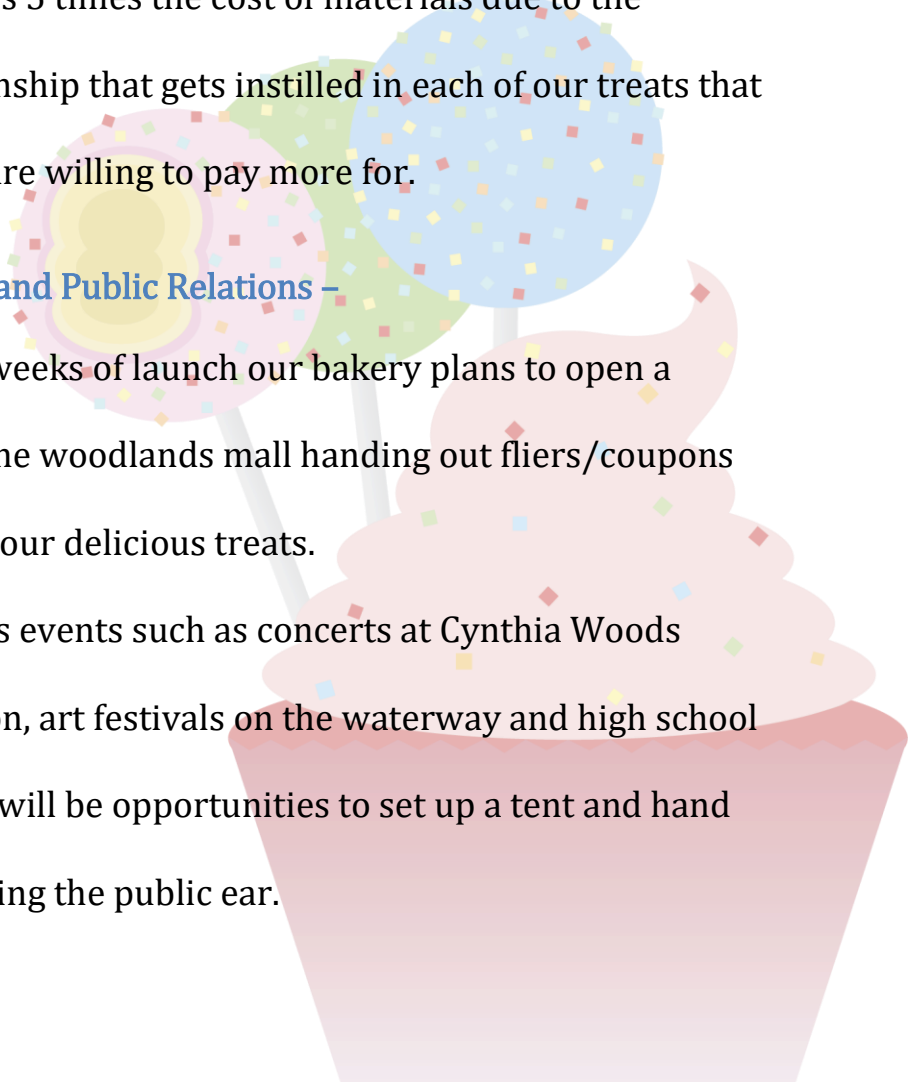 times the cost of materials due to the
nship that gets instilled in each of our treats that
re willing to pay more for.
and Public Relations –
weeks of launch our bakery plans to open a
he woodlands mall handing out fliers/coupons
our delicious treats.
s events such as concerts at Cynthia Woods
on, art festivals on the waterway and high school
will be opportunities to set up a tent and hand
ing the public ear.